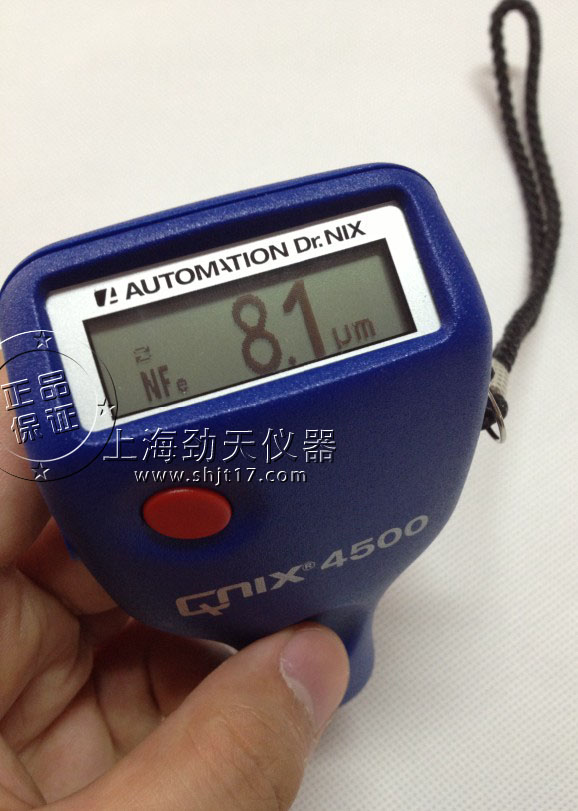 AUTOMATION Dr. NIX
8.1 µm
NFe
正品
保证
上海劲天仪器
www.shjt17.com
QNIX® 4500